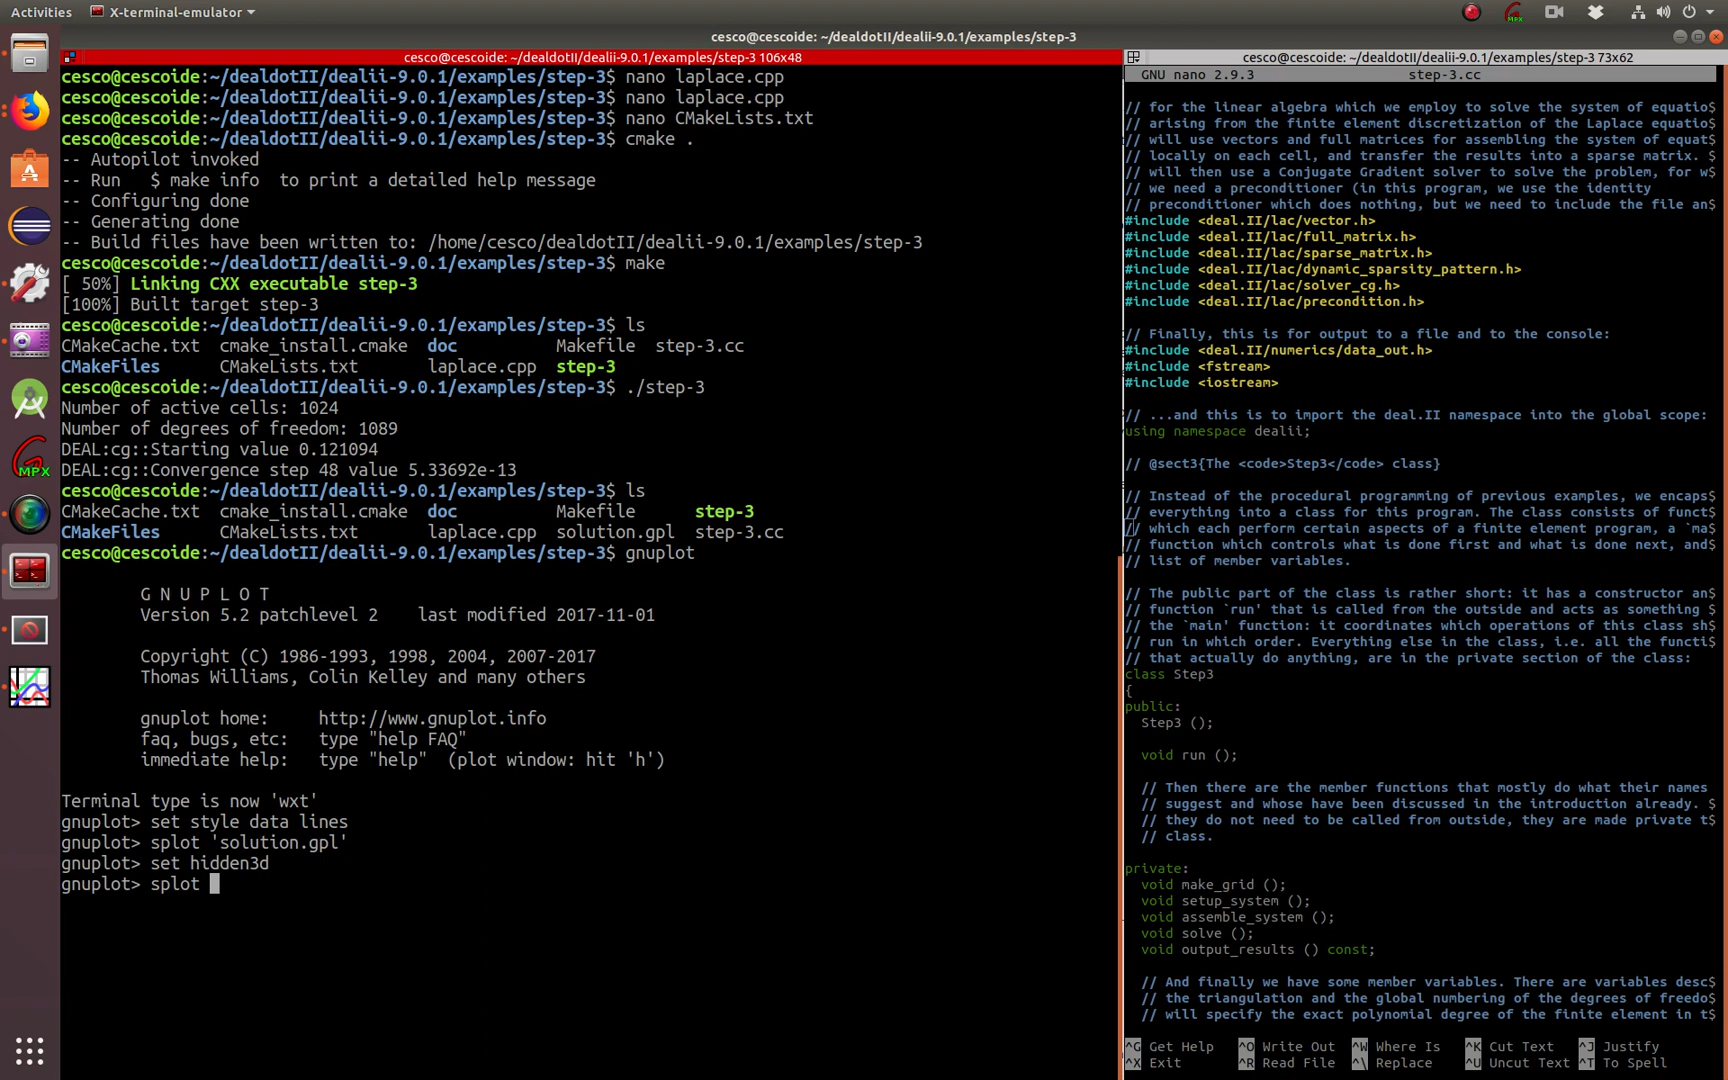 Activities X-terminal-emulator
cesco@cescoide: ~/dealdotII/dealii-9.0.1/examples/step-3
cesco@cescoide: ~/dealdotII/dealii-9.0.1/examples/step-3 106x48
cesco@cescoide:~/dealdotII/dealii-9.0.1/examples/step-3$ nano laplace.cpp
cesco@cescoide:~/dealdotII/dealii-9.0.1/examples/step-3$ nano laplace.cpp
cesco@cescoide:~/dealdotII/dealii-9.0.1/examples/step-3$ nano CMakeLists.txt
cesco@cescoide:~/dealdotII/dealii-9.0.1/examples/step-3$ cmake .
-- Autopilot invoked
-- Run   $ make info  to print a detailed help message
-- Configuring done
-- Generating done
-- Build files have been written to: /home/cesco/dealdotII/dealii-9.0.1/examples/step-3
cesco@cescoide:~/dealdotII/dealii-9.0.1/examples/step-3$ make
[ 50%] Linking CXX executable step-3
[100%] Built target step-3
cesco@cescoide:~/dealdotII/dealii-9.0.1/examples/step-3$ ls
CMakeCache.txt  cmake_install.cmake  doc          Makefile  step-3.cc
CMakeFiles      CMakeLists.txt       laplace.cpp  step-3
cesco@cescoide:~/dealdotII/dealii-9.0.1/examples/step-3$ ./step-3
Number of active cells: 1024
Number of degrees of freedom: 1089
DEAL:cg::Starting value 0.121094
DEAL:cg::Convergence step 48 value 5.33692e-13
cesco@cescoide:~/dealdotII/dealii-9.0.1/examples/step-3$ ls
CMakeCache.txt  cmake_install.cmake  doc          Makefile      step-3
CMakeFiles      CMakeLists.txt       laplace.cpp  solution.gpl  step-3.cc
cesco@cescoide:~/dealdotII/dealii-9.0.1/examples/step-3$ gnuplot
G N U P L O T
Version 5.2 patchlevel 2    last modified 2017-11-01
Copyright (C) 1986-1993, 1998, 2004, 2007-2017
Thomas Williams, Colin Kelley and many others
gnuplot home:     http://www.gnuplot.info
faq, bugs, etc:   type "help FAQ"
immediate help:   type "help"  (plot window: hit 'h')
Terminal type is now 'wxt'
gnuplot> set style data lines
gnuplot> splot 'solution.gpl'
gnuplot> set hidden3d
gnuplot> splot
MPX
MPX
cesco@cescoide: ~/dealdotII/dealii-9.0.1/examples/step-3 73x62
GNU nano 2.9.3                   step-3.cc
// for the linear algebra which we employ to solve the system of equatio$
// arising from the finite element discretization of the Laplace equatio$
// will use vectors and full matrices for assembling the system of equat$
// locally on each cell, and transfer the results into a sparse matrix. $
// will then use a Conjugate Gradient solver to solve the problem, for w$
// we need a preconditioner (in this program, we use the identity
// preconditioner which does nothing, but we need to include the file an$
#include <deal.II/lac/vector.h>
#include <deal.II/lac/full_matrix.h>
#include <deal.II/lac/sparse_matrix.h>
#include <deal.II/lac/dynamic_sparsity_pattern.h>
#include <deal.II/lac/solver_cg.h>
#include <deal.II/lac/precondition.h>
// Finally, this is for output to a file and to the console:
#include <deal.II/numerics/data_out.h>
#include <fstream>
#include <iostream>
// ...and this is to import the deal.II namespace into the global scope:
using namespace dealii;
// @sect3{The <code>Step3</code> class}
// Instead of the procedural programming of previous examples, we encaps$
// everything into a class for this program. The class consists of funct$
// which each perform certain aspects of a finite element program, a `ma$
// function which controls what is done first and what is done next, and$
// list of member variables.
// The public part of the class is rather short: it has a constructor an$
// function `run' that is called from the outside and acts as something $
// the `main' function: it coordinates which operations of this class sh$
// run in which order. Everything else in the class, i.e. all the functi$
// that actually do anything, are in the private section of the class:
class Step3
{
public:
  Step3 ();
  void run ();
  // Then there are the member functions that mostly do what their names
  // suggest and whose have been discussed in the introduction already. $
  // they do not need to be called from outside, they are made private t$
  // class.
private:
  void make_grid ();
  void setup_system ();
  void assemble_system ();
  void solve ();
  void output_results () const;
  // And finally we have some member variables. There are variables desc$
  // the triangulation and the global numbering of the degrees of freedo$
  // will specify the exact polynomial degree of the finite element in t$
^G Get Help   ^O Write Out  ^W Where Is   ^K Cut Text   ^J Justify
^X Exit       ^R Read File  ^\ Replace    ^U Uncut Text ^T To Spell